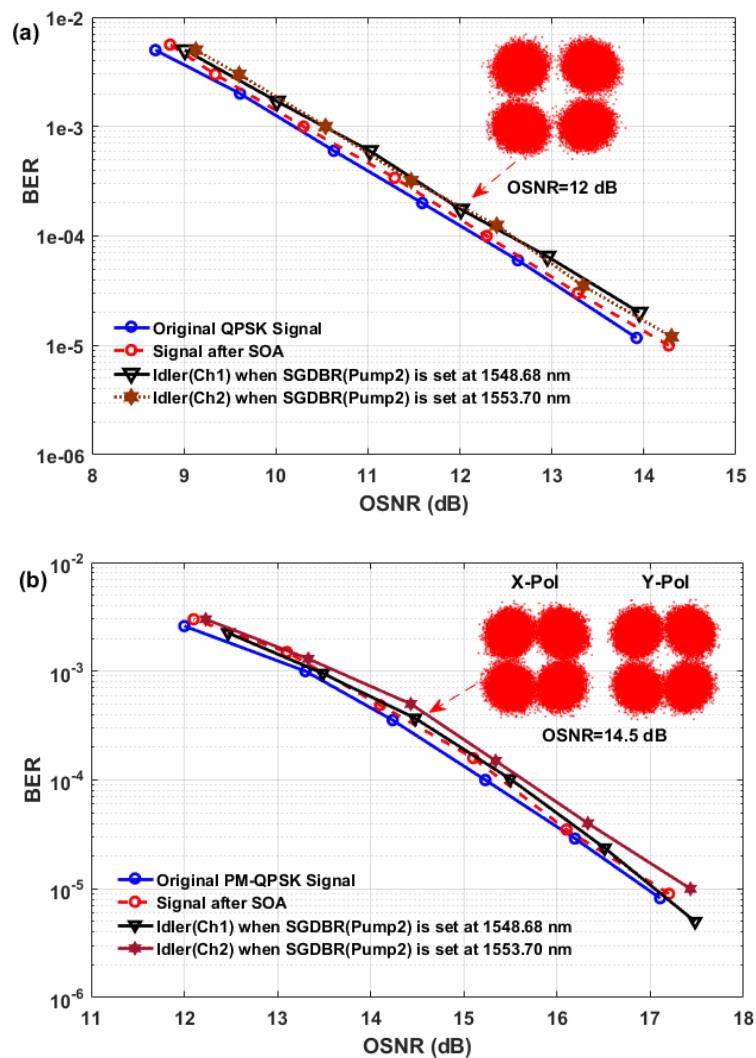 (a)
1e-2
1e-3
1e-04
1e-5
1e-06
BER
OSNR=12 dB
Original QPSK Signal
Signal after SOA
Idler(Ch1) when SGDBR(Pump2) is set at 1548.68 nm
Idler(Ch2) when SGDBR(Pump2) is set at 1553.70 nm
8 9 10 11 12 13 14 15
OSNR (dB)
(b)
10-2
10-3
10-4
10-5
10-6
BER
X-Pol Y-Pol
OSNR=14.5 dB
Original PM-QPSK Signal
Signal after SOA
Idler(Ch1) when SGDBR(Pump2) is set at 1548.68 nm
Idler(Ch2) when SGDBR(Pump2) is set at 1553.70 nm
11 12 13 14 15 16 17 18
OSNR (dB)